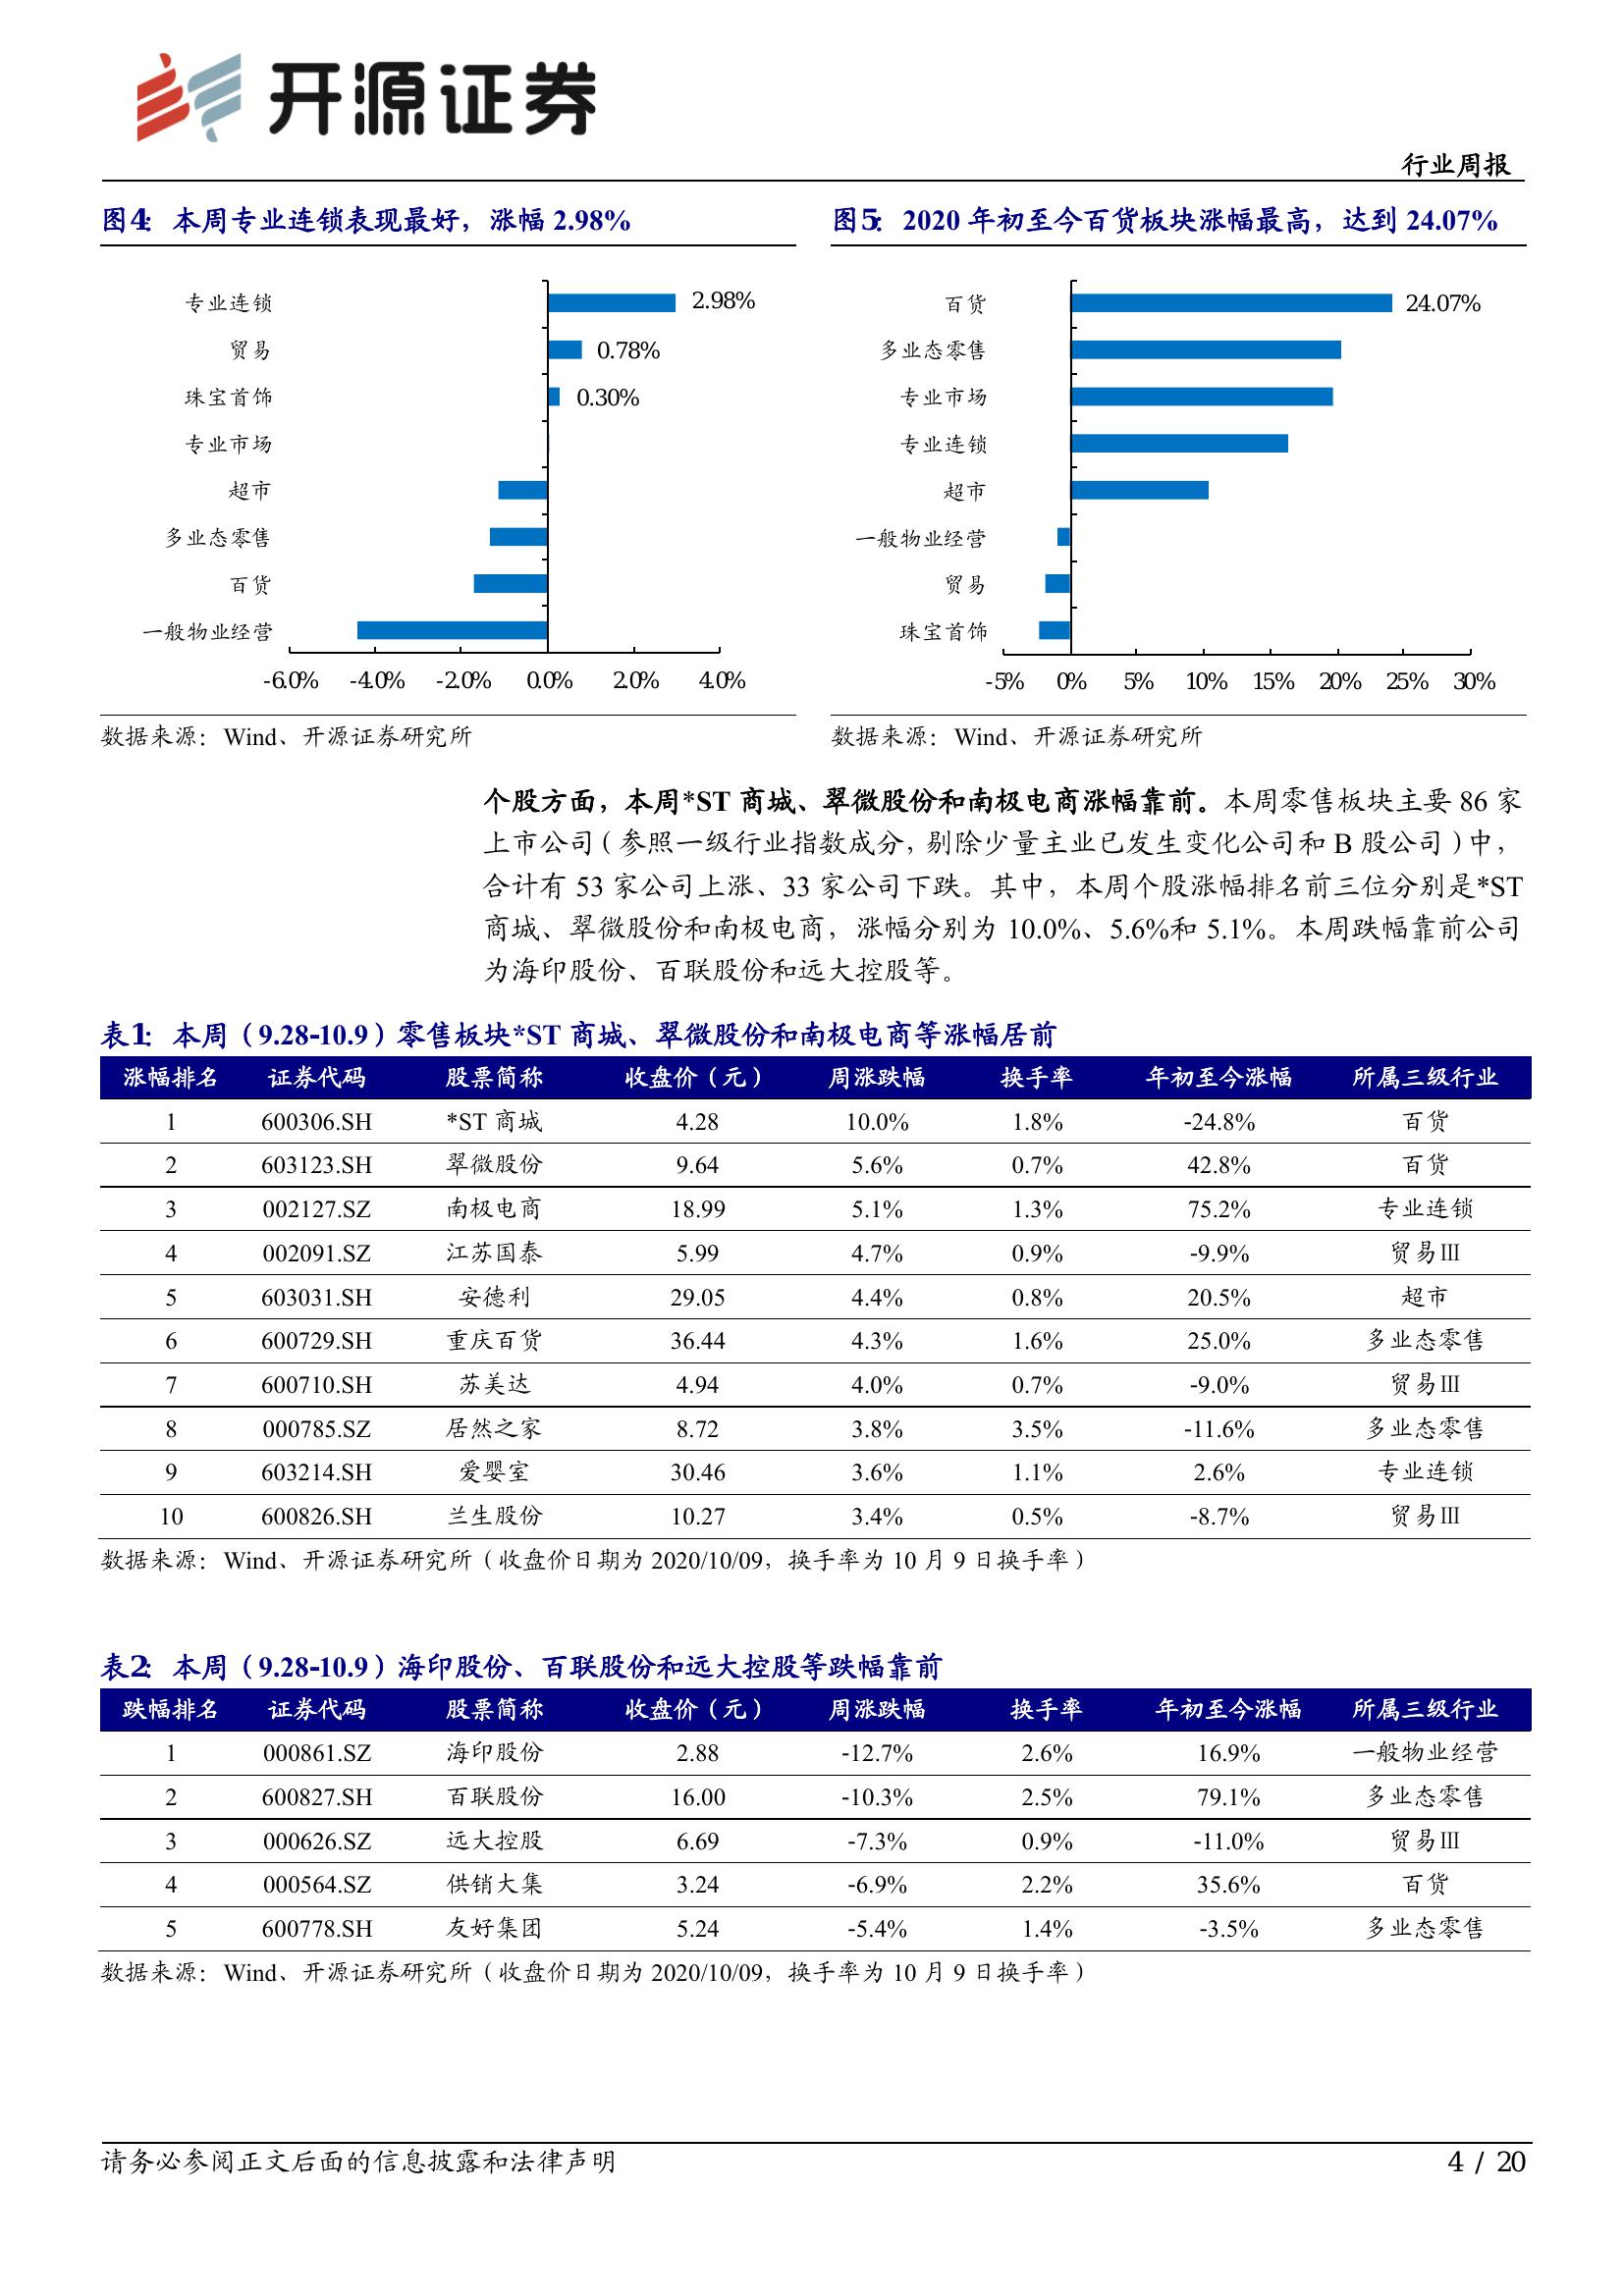 开源证券
行业周报
图4： 本周专业连锁表现最好，涨幅 2.98%
专业连锁 2.98%
贸易 0.78%
珠宝首饰 0.30%
专业市场
超市
多业态零售
百货
一般物业经营
-6.0% -4.0% -2.0% 0.0% 2.0% 4.0%
数据来源：Wind、开源证券研究所
图5： 2020 年初至今百货板块涨幅最高，达到 24.07%
百货 24.07%
多业态零售
专业市场
专业连锁
超市
一般物业经营
贸易
珠宝首饰
-5% 0% 5% 10% 15% 20% 25% 30%
数据来源：Wind、开源证券研究所
个股方面，本周*ST 商城、翠微股份和南极电商涨幅靠前。本周零售板块主要 86 家
上市公司（参照一级行业指数成分，剔除少量主业已发生变化公司和 B 股公司）中，
合计有 53 家公司上涨、33 家公司下跌。其中，本周个股涨幅排名前三位分别是*ST
商城、翠微股份和南极电商，涨幅分别为 10.0%、5.6%和 5.1%。本周跌幅靠前公司
为海印股份、百联股份和远大控股等。
表1： 本周（9.28-10.9）零售板块*ST 商城、翠微股份和南极电商等涨幅居前
涨幅排名 证券代码 股票简称 收盘价（元） 周涨跌幅 换手率 年初至今涨幅 所属三级行业
1 600306.SH *ST 商城 4.28 10.0% 1.8% -24.8% 百货
2 603123.SH 翠微股份 9.64 5.6% 0.7% 42.8% 百货
3 002127.SZ 南极电商 18.99 5.1% 1.3% 75.2% 专业连锁
4 002091.SZ 江苏国泰 5.99 4.7% 0.9% -9.9% 贸易Ⅲ
5 603031.SH 安德利 29.05 4.4% 0.8% 20.5% 超市
6 600729.SH 重庆百货 36.44 4.3% 1.6% 25.0% 多业态零售
7 600710.SH 苏美达 4.94 4.0% 0.7% -9.0% 贸易Ⅲ
8 000785.SZ 居然之家 8.72 3.8% 3.5% -11.6% 多业态零售
9 603214.SH 爱婴室 30.46 3.6% 1.1% 2.6% 专业连锁
10 600826.SH 兰生股份 10.27 3.4% 0.5% -8.7% 贸易Ⅲ
数据来源：Wind、开源证券研究所（收盘价日期为 2020/10/09，换手率为 10 月 9 日换手率）
表2： 本周（9.28-10.9）海印股份、百联股份和远大控股等跌幅靠前
跌幅排名 证券代码 股票简称 收盘价（元） 周涨跌幅 换手率 年初至今涨幅 所属三级行业
1 000861.SZ 海印股份 2.88 -12.7% 2.6% 16.9% 一般物业经营
2 600827.SH 百联股份 16.00 -10.3% 2.5% 79.1% 多业态零售
3 000626.SZ 远大控股 6.69 -7.3% 0.9% -11.0% 贸易Ⅲ
4 000564.SZ 供销大集 3.24 -6.9% 2.2% 35.6% 百货
5 600778.SH 友好集团 5.24 -5.4% 1.4% -3.5% 多业态零售
数据来源：Wind、开源证券研究所（收盘价日期为 2020/10/09，换手率为 10 月 9 日换手率）
请务必参阅正文后面的信息披露和法律声明
4 / 20